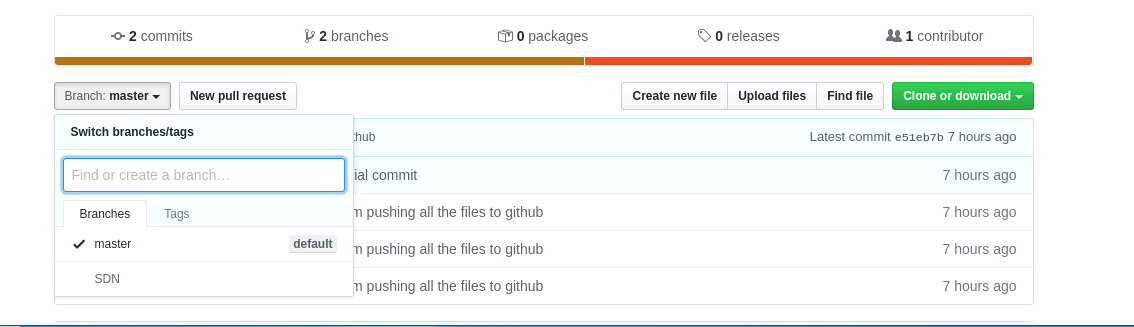 2 commits 2 branches 0 packages 0 releases 1 contributor
Branch: master New pull request Create new file Upload files Find file Clone or download
Switch branches/tags
thub Latest commit e51eb7b 7 hours ago
Find or create a branch…
ial commit 7 hours ago
Branches Tags
m pushing all the files to github 7 hours ago
master default
m pushing all the files to github 7 hours ago
SDN
m pushing all the files to github 7 hours ago